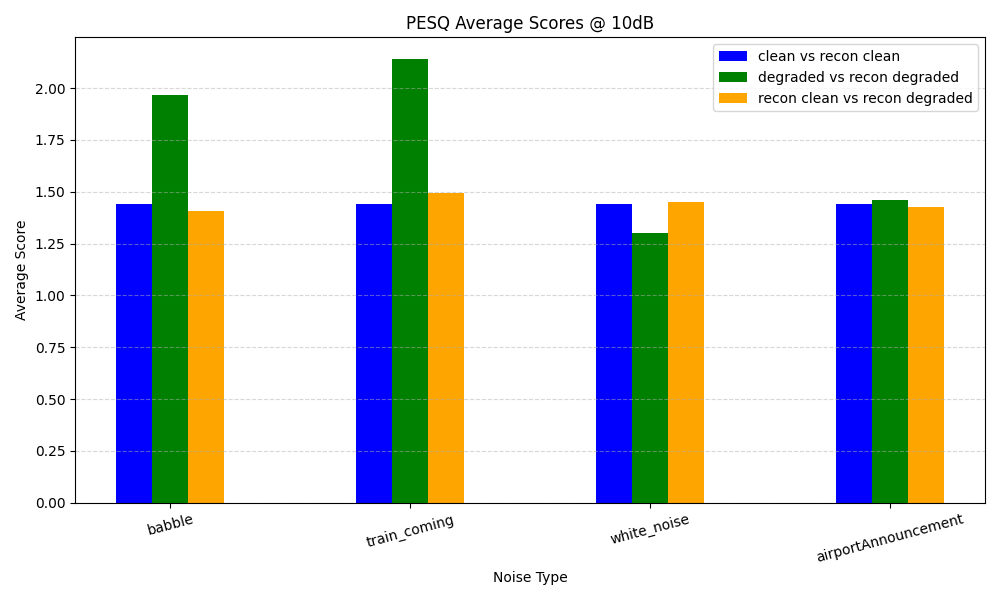 PESQ Average Scores @ 10dB
clean vs recon clean
degraded vs recon degraded
recon clean vs recon degraded
Average Score
2.00
1.75
1.50
1.25
1.00
0.75
0.50
0.25
0.00
babble
train_coming
white_noise
airportAnnouncement
Noise Type